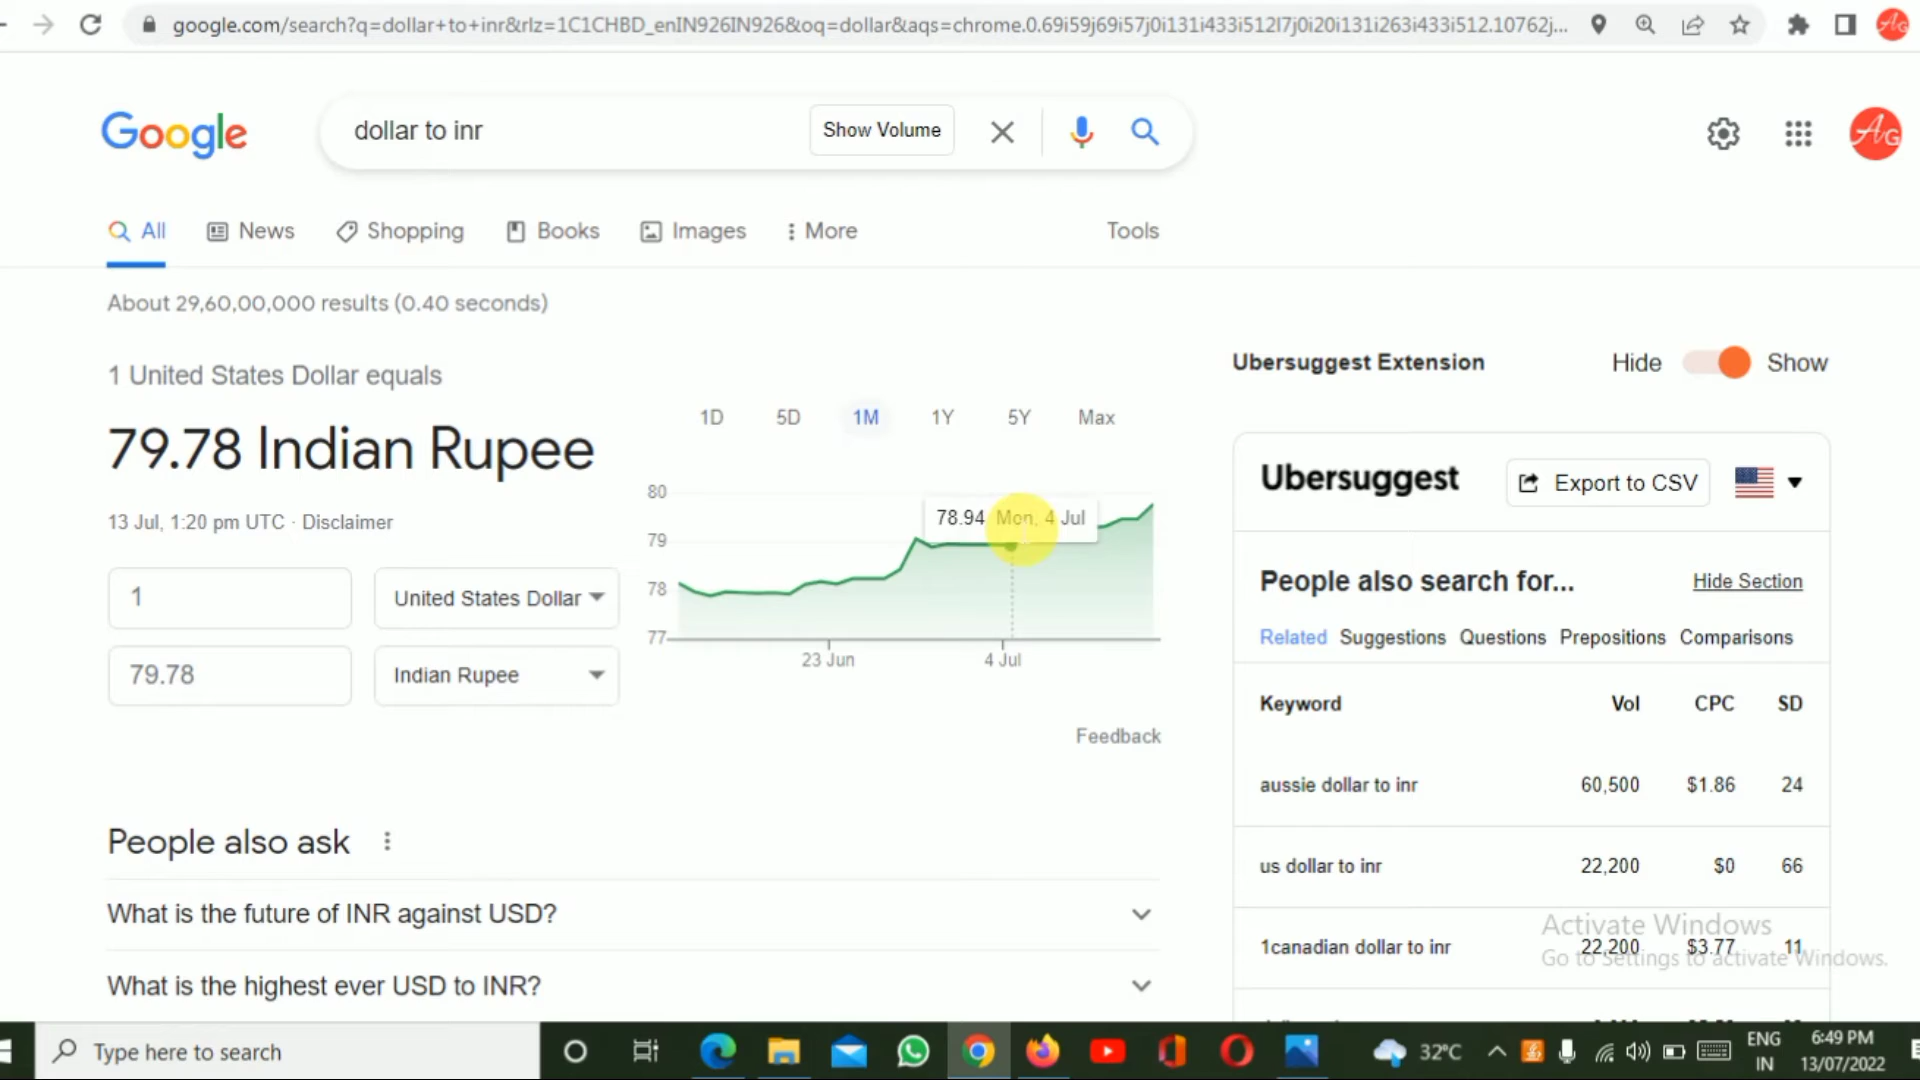 google.com/search?q=dollar+to+inr&rlz=1C1CHBD_enIN926IN926&oq=dollar&aqs=chrome.0.69i59j69i57j0i131i433i512l7j0i20i131i263i433i512.10762j...
Google
dollar to inr
Show Volume
AG
All
News
Shopping
Books
Images
More
Tools
About 29,60,00,000 results (0.40 seconds)
1 United States Dollar equals
79.78 Indian Rupee
13 Jul, 1:20 pm UTC · Disclaimer
1
United States Dollar
79.78
Indian Rupee
1D 5D 1M 1Y 5Y Max
80
79
78
77
78.94 Mon, 4 Jul
23 Jun
4 Jul
Feedback
People also ask
What is the future of INR against USD?
What is the highest ever USD to INR?
Ubersuggest Extension
Hide
Show
Ubersuggest
Export to CSV
People also search for...
Hide Section
Related Suggestions Questions Prepositions Comparisons
Keyword Vol CPC SD
aussie dollar to inr 60,500 $1.86 24
us dollar to inr 22,200 $0 66
1canadian dollar to inr 22,200 $3.77 11
Activate Windows
Go to Settings to activate Windows.
Type here to search
32°C
ENG
IN
6:49 PM
13/07/2022